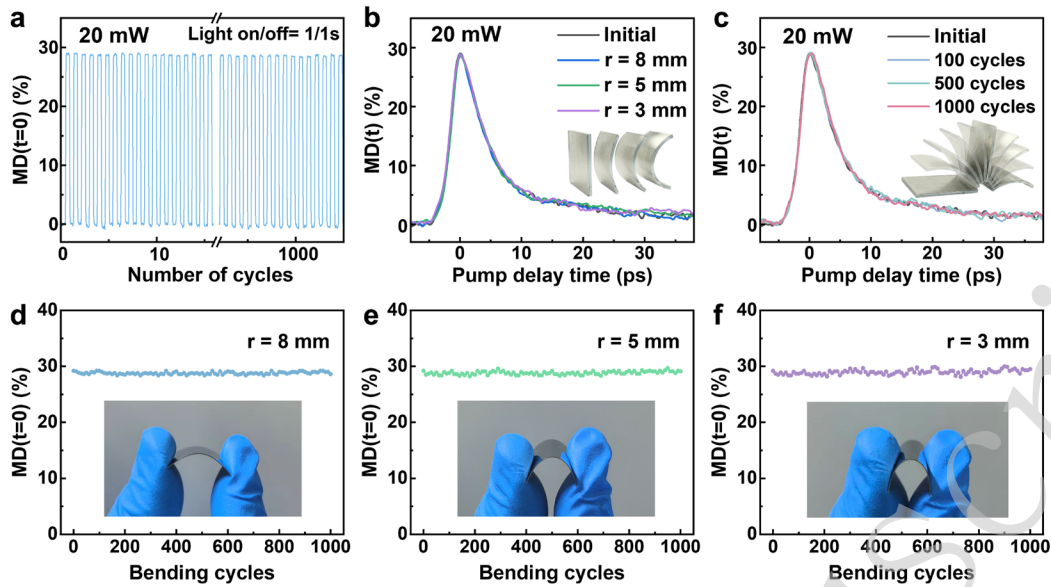 a
20 mW
Light on/off= 1/1s
MD(t=0) (%)
30
20
10
0
0
10
1000
Number of cycles
b
20 mW
Initial
r = 8 mm
r = 5 mm
r = 3 mm
MD(t) (%)
30
20
10
0
0
10
20
30
Pump delay time (ps)
c
20 mW
Initial
100 cycles
500 cycles
1000 cycles
MD(t) (%)
30
20
10
0
0
10
20
30
Pump delay time (ps)
d
r = 8 mm
MD(t=0) (%)
40
30
20
10
0
0
200
400
600
800
1000
Bending cycles
e
r = 5 mm
MD(t=0) (%)
40
30
20
10
0
0
200
400
600
800
1000
Bending cycles
f
r = 3 mm
MD(t=0) (%)
40
30
20
10
0
0
200
400
600
800
1000
Bending cycles